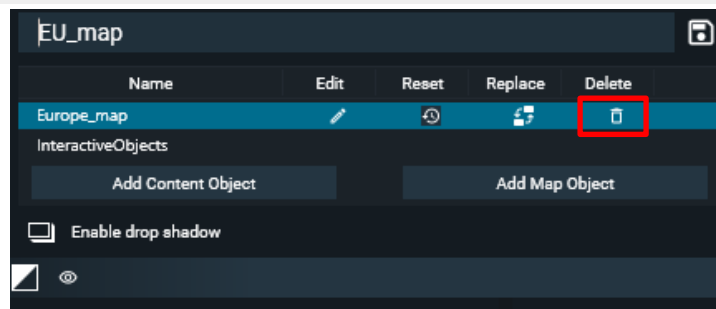 EU_map
Name Edit Reset Replace Delete
Europe_map
InteractiveObjects
Add Content Object Add Map Object
Enable drop shadow